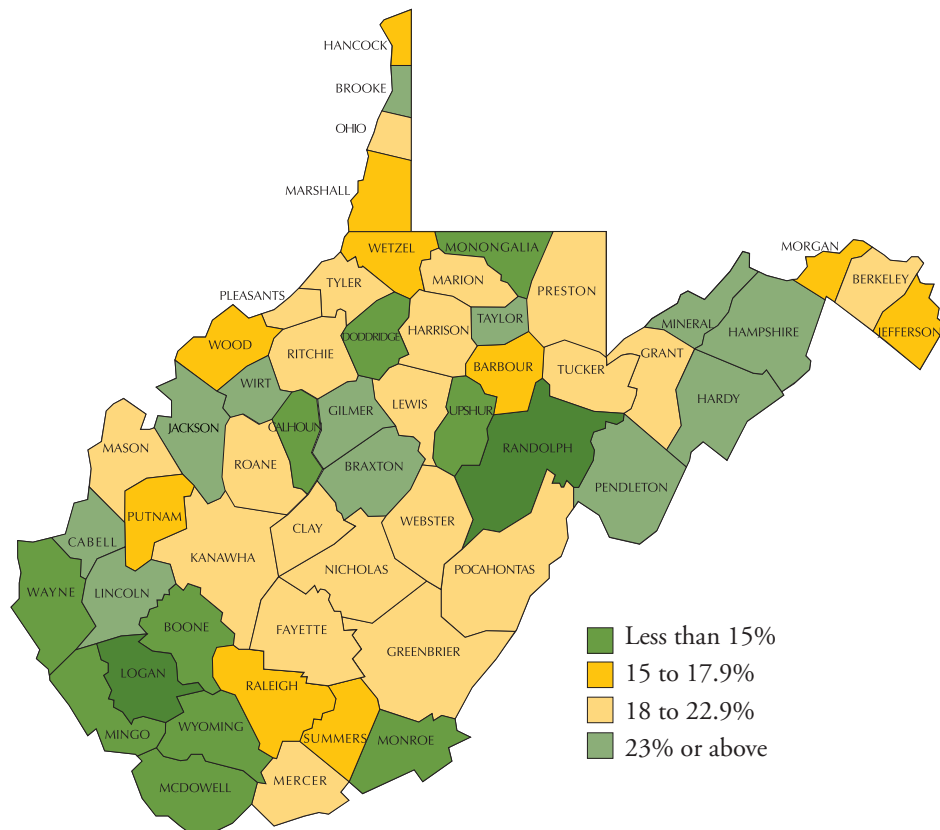 HANCOCK
BROOKE
OHIO
MARSHALL
WETZEL
MONONGALIA
MORGAN
BERKELEY
TYLER
MARION
PRESTON
PLEASANTS
TAYLOR
MINERAL
HAMPSHIRE
JEFFERSON
WOOD
RITCHIE
DODDRIDGE
HARRISON
GRANT
BARBOUR
TUCKER
WIRT
HARDY
JACKSON
CALHOUN
GILMER
LEWIS
UPSHUR
RANDOLPH
MASON
ROANE
BRAXTON
PENDLETON
PUTNAM
CLAY
WEBSTER
CABELL
KANAWHA
NICHOLAS
POCAHONTAS
WAYNE
LINCOLN
BOONE
FAYETTE
GREENBRIER
LOGAN
RALEIGH
MINGO
WYOMING
SUMMERS
MONROE
MCDOWELL
MERCER
Less than 15%
15 to 17.9%
18 to 22.9%
23% or above